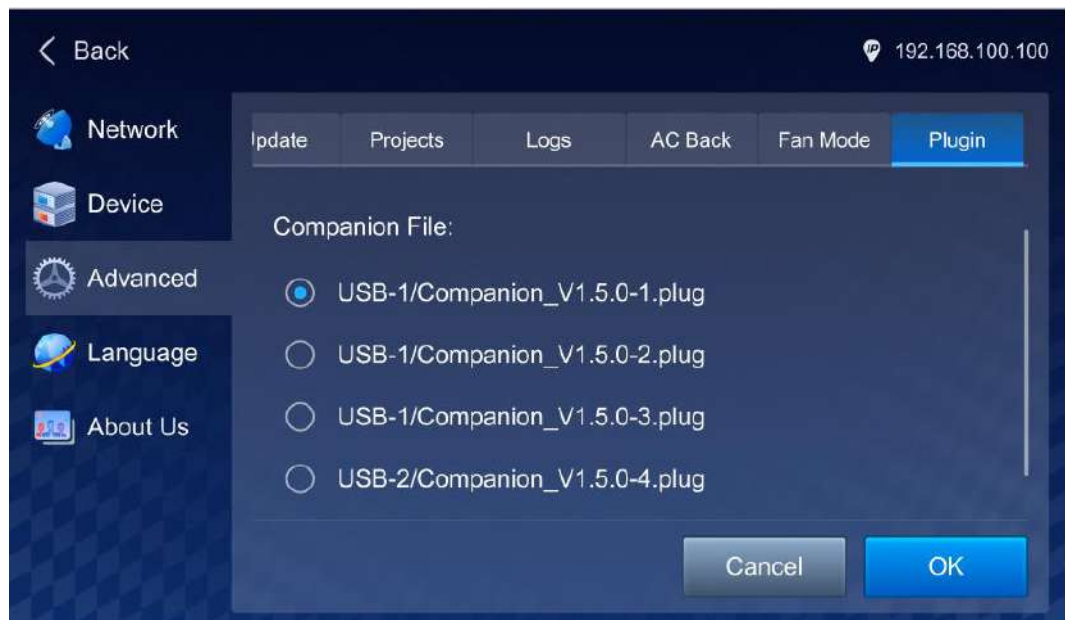 Back
192.168.100.100
Network
Device
Advanced
Language
About Us
Update Projects Logs AC Back Fan Mode Plugin
Companion File:
USB-1/Companion_V1.5.0-1.plug
USB-1/Companion_V1.5.0-2.plug
USB-1/Companion_V1.5.0-3.plug
USB-2/Companion_V1.5.0-4.plug
Cancel OK